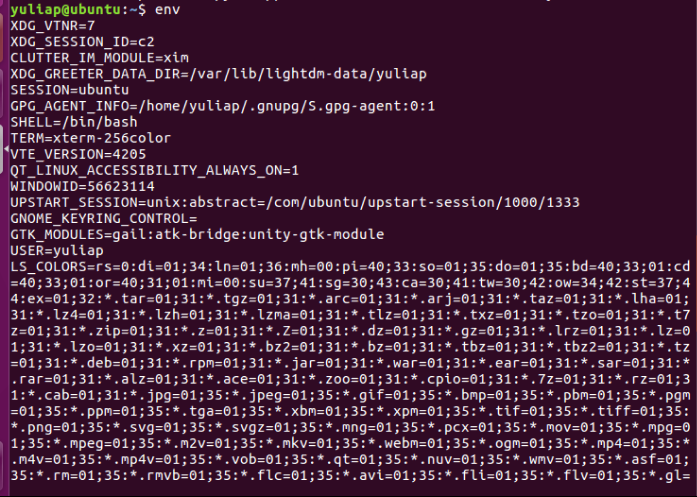 yuliap@ubuntu:~$ env
XDG_VTNR=7
XDG_SESSION_ID=c2
CLUTTER_IM_MODULE=xim
XDG_GREETER_DATA_DIR=/var/lib/lightdm-data/yuliap
SESSION=ubuntu
GPG_AGENT_INFO=/home/yuliap/.gnupg/S.gpg-agent:0:1
SHELL=/bin/bash
TERM=xterm-256color
VTE_VERSION=4205
QT_LINUX_ACCESSIBILITY_ALWAYS_ON=1
WINDOWID=56623114
UPSTART_SESSION=unix:abstract=/com/ubuntu/upstart-session/1000/1333
GNOME_KEYRING_CONTROL=
GTK_MODULES=gail:atk-bridge:unity-gtk-module
USER=yuliap
LS_COLORS=rs=0:di=01;34:ln=01;36:mh=00:pi=40;33:so=01;35:do=01;35:bd=40;33;01:cd
=40;33;01:or=40;31;01:mi=00:su=37;41:sg=30;43:ca=30;41:tw=30;42:ow=34;42:st=37;4
4:ex=01;32:*.tar=01;31:*.tgz=01;31:*.arc=01;31:*.arj=01;31:*.taz=01;31:*.lha=01;
31:*.lz4=01;31:*.lzh=01;31:*.lzma=01;31:*.tlz=01;31:*.txz=01;31:*.tzo=01;31:*.t7
z=01;31:*.zip=01;31:*.z=01;31:*.Z=01;31:*.dz=01;31:*.gz=01;31:*.lrz=01;31:*.lz=0
1;31:*.lzo=01;31:*.xz=01;31:*.bz2=01;31:*.bz=01;31:*.tbz=01;31:*.tbz2=01;31:*.tz
=01;31:*.deb=01;31:*.rpm=01;31:*.jar=01;31:*.war=01;31:*.ear=01;31:*.sar=01;31:*
.rar=01;31:*.alz=01;31:*.ace=01;31:*.zoo=01;31:*.cpio=01;31:*.7z=01;31:*.rz=01;3
1:*.cab=01;31:*.jpg=01;35:*.jpeg=01;35:*.gif=01;35:*.bmp=01;35:*.pbm=01;35:*.pgm
=01;35:*.ppm=01;35:*.tga=01;35:*.xbm=01;35:*.xpm=01;35:*.tif=01;35:*.tiff=01;35:
*.png=01;35:*.svg=01;35:*.svgz=01;35:*.mng=01;35:*.pcx=01;35:*.mov=01;35:*.mpg=0
1;35:*.mpeg=01;35:*.m2v=01;35:*.mkv=01;35:*.webm=01;35:*.ogm=01;35:*.mp4=01;35:*
.m4v=01;35:*.mp4v=01;35:*.vob=01;35:*.qt=01;35:*.nuv=01;35:*.wmv=01;35:*.asf=01;
35:*.rm=01;35:*.rmvb=01;35:*.flc=01;35:*.avi=01;35:*.fli=01;35:*.flv=01;35:*.gl=